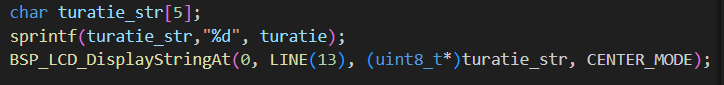 char turatie_str[5];
sprintf(turatie_str,"%d", turatie);
BSP_LCD_DisplayStringAt(0, LINE(13), (uint8_t*)turatie_str, CENTER_MODE);